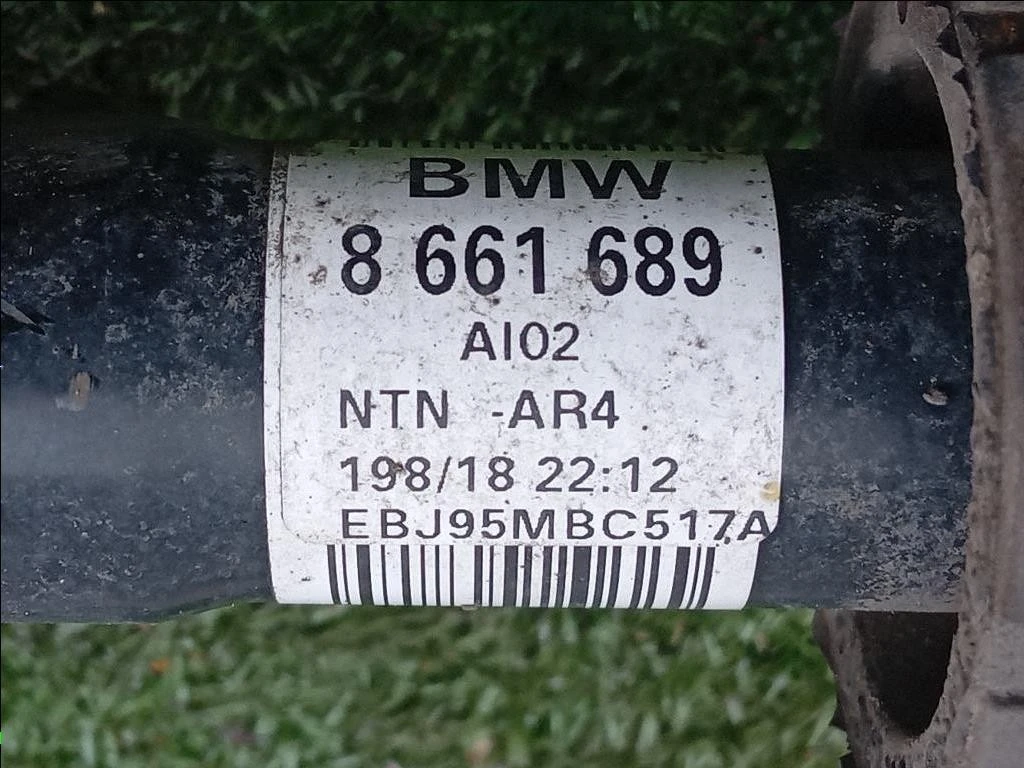 BMW
8 661 689
AI02
NTN -AR4
198/18 22:12
EBJ95MBC517A